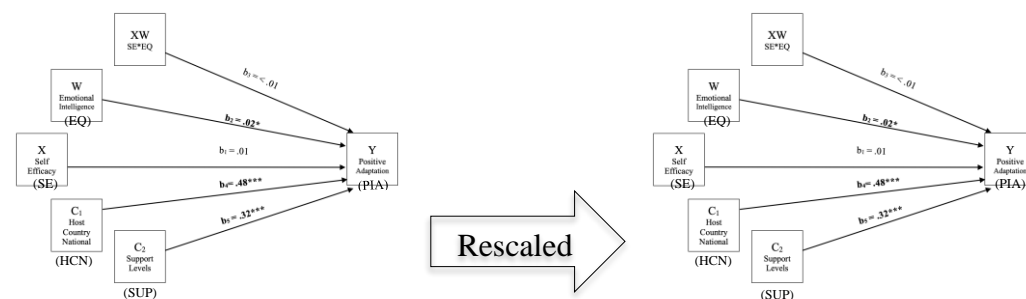 XW
SE*EQ
b₃ = < .01
W
Emotional
Intelligence
(EQ)
b₂ = .02*
X
Self
Efficacy
(SE)
b₁ = .01
Y
Positive
Adaptation
(PIA)
C₁
Host
Country
National
(HCN)
b₄= .48***
C₂
Support
Levels
(SUP)
b₅ = .32***
Rescaled
XW
SE*EQ
b₃ = < .01
W
Emotional
Intelligence
(EQ)
b₂ = .02*
X
Self
Efficacy
(SE)
b₁ = .01
Y
Positive
Adaptation
(PIA)
C₁
Host
Country
National
(HCN)
b₄= .48***
C₂
Support
Levels
(SUP)
b₅ = .32***